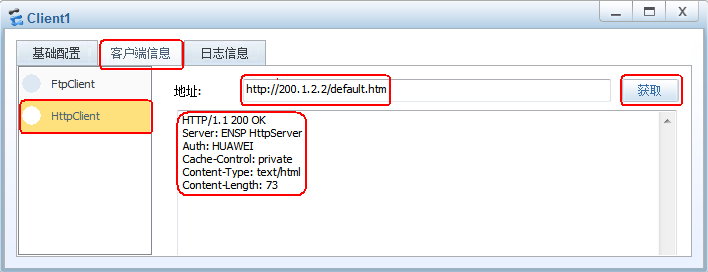 Client1
基础配置 客户端信息 日志信息
FtpClient
HttpClient
地址: http://200.1.2.2/default.htm 获取
HTTP/1.1 200 OK
Server: ENSP HttpServer
Auth: HUAWEI
Cache-Control: private
Content-Type: text/html
Content-Length: 73